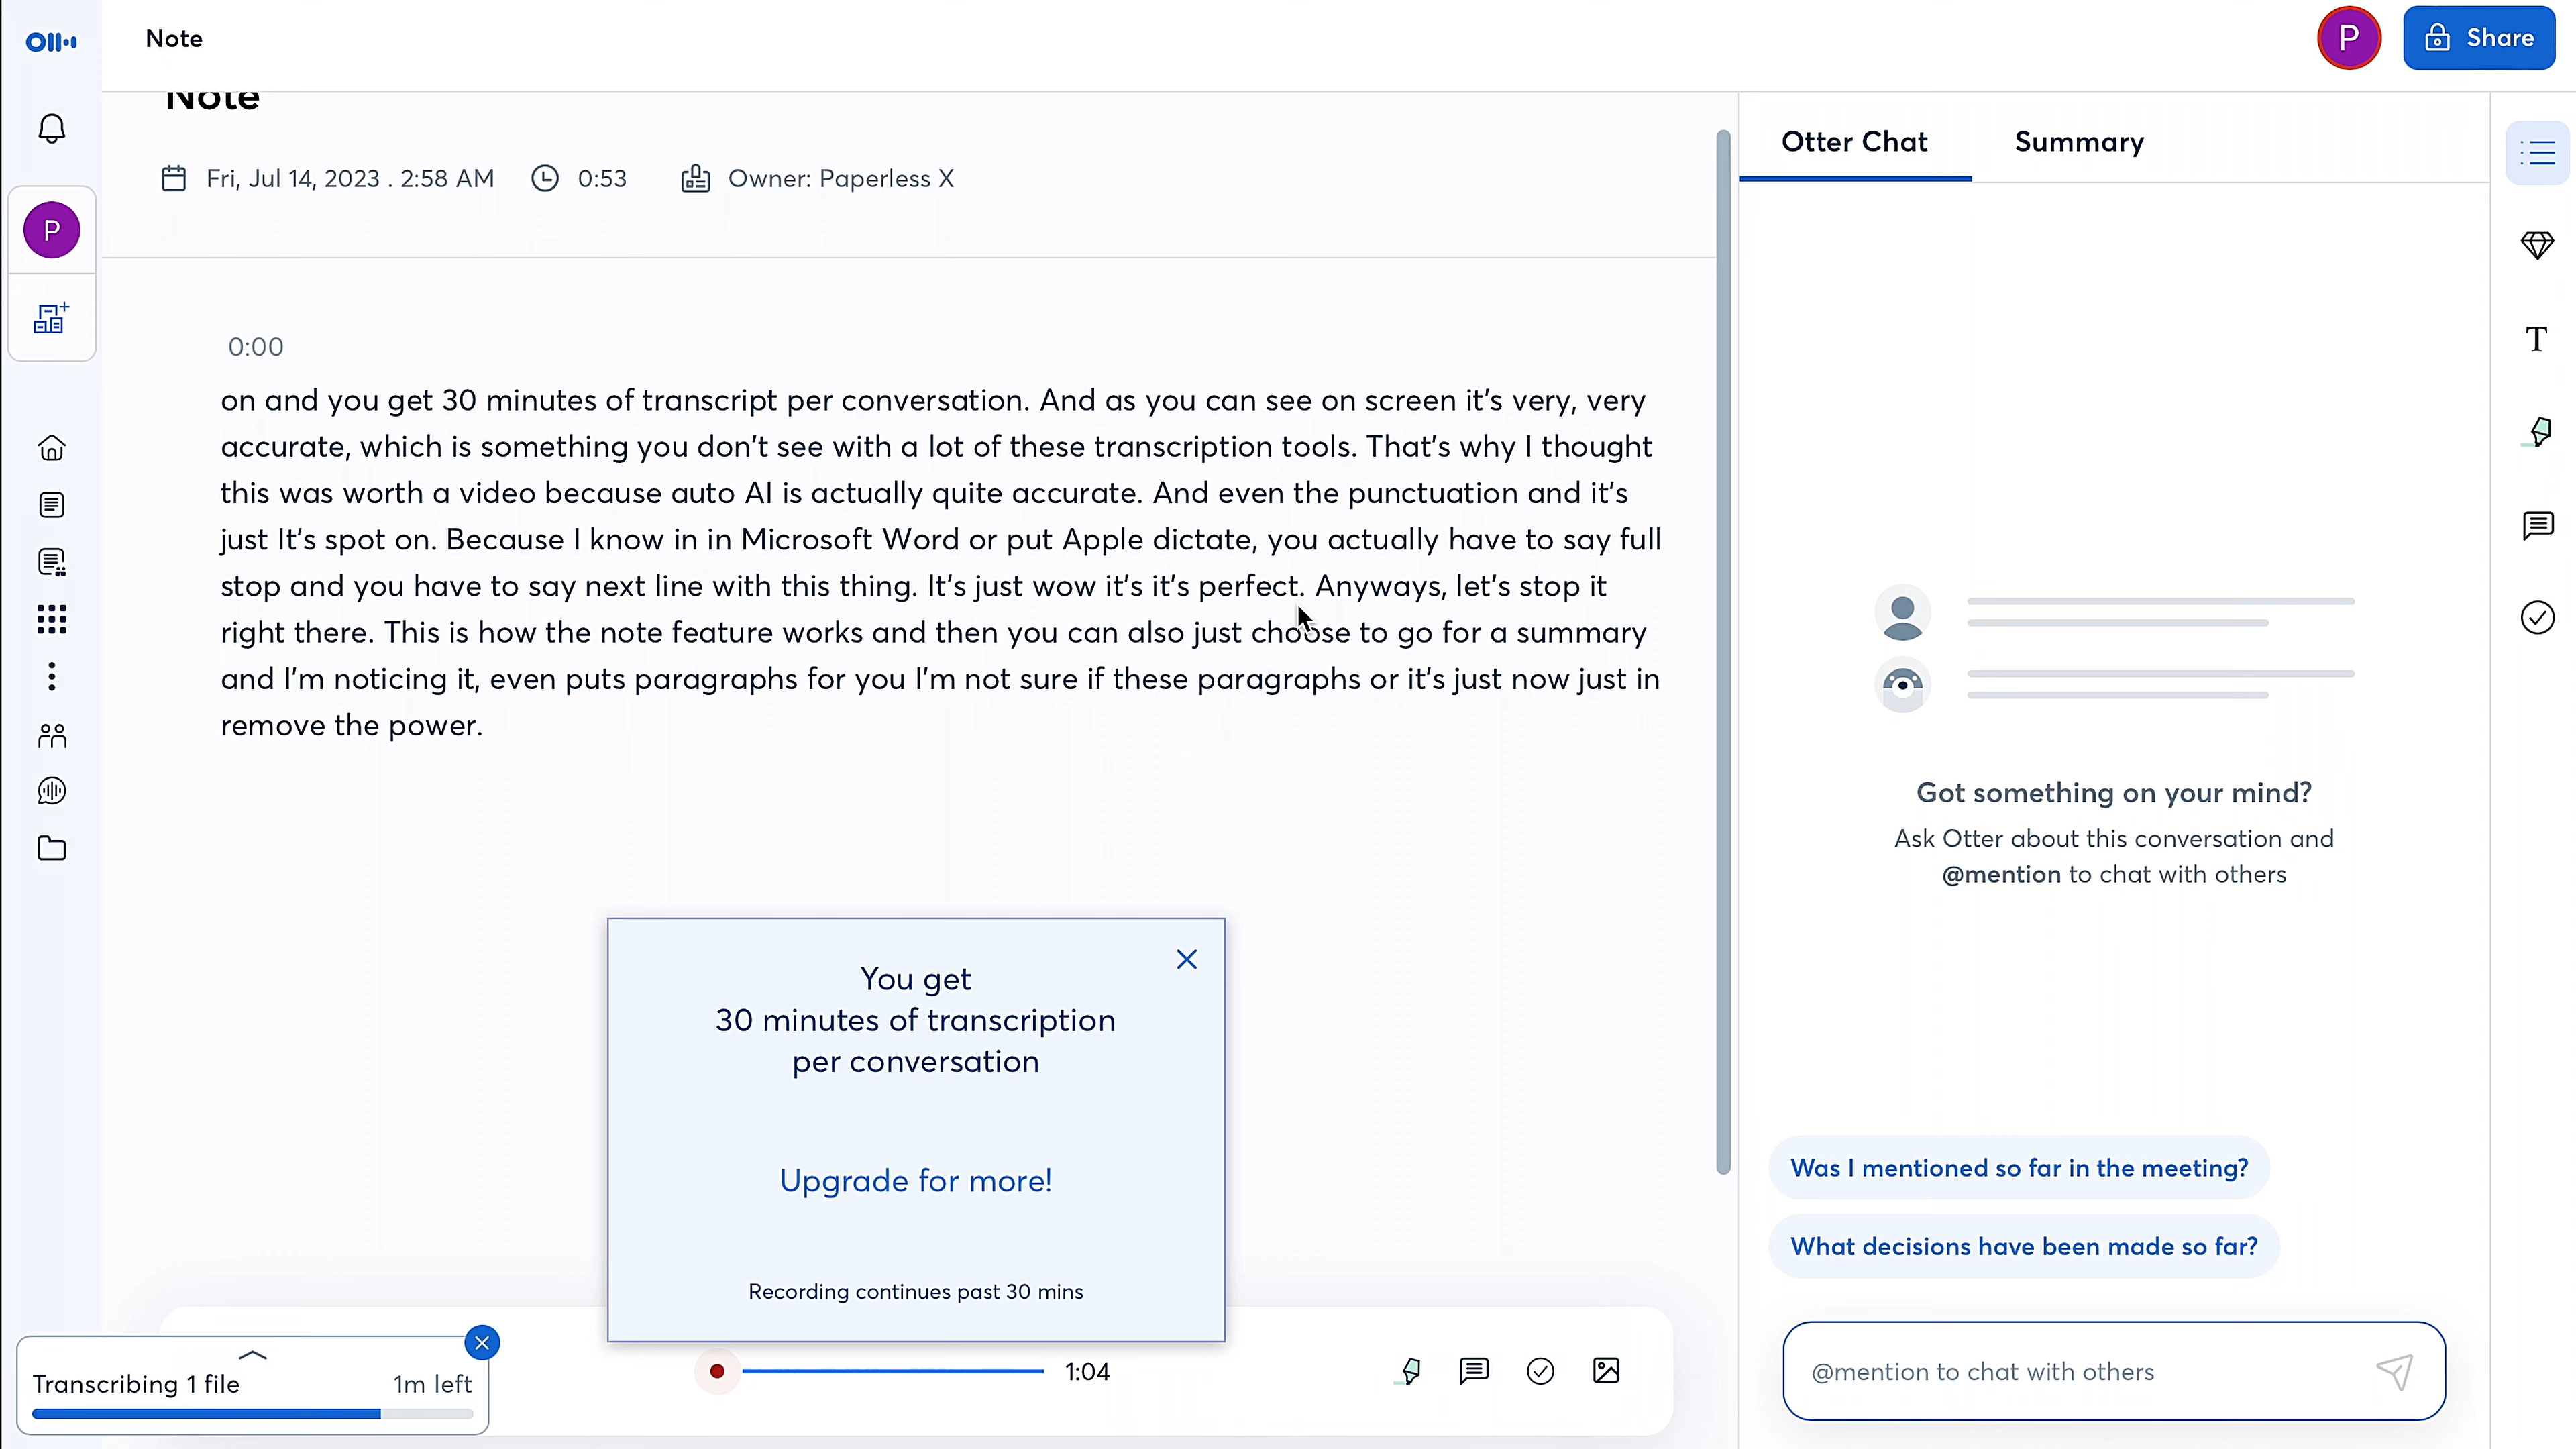 Note
P
Share
Note
Fri, Jul 14, 2023 . 2:58 AM
0:53
Owner: Paperless X
Otter Chat
Summary
P
T
0:00
on and you get 30 minutes of transcript per conversation. And as you can see on screen it's very, very
accurate, which is something you don't see with a lot of these transcription tools. That's why I thought
this was worth a video because auto AI is actually quite accurate. And even the punctuation and it's
just It's spot on. Because I know in in Microsoft Word or put Apple dictate, you actually have to say full
stop and you have to say next line with this thing. It's just wow it's it's perfect. Anyways, let's stop it
right there. This is how the note feature works and then you can also just choose to go for a summary
and I'm noticing it, even puts paragraphs for you I'm not sure if these paragraphs or it's just now just in
remove the power.
Got something on your mind?
Ask Otter about this conversation and
@mention to chat with others
You get
30 minutes of transcription
per conversation
Upgrade for more!
Recording continues past 30 mins
Was I mentioned so far in the meeting?
What decisions have been made so far?
Transcribing 1 file
1m left
1:04
@mention to chat with others